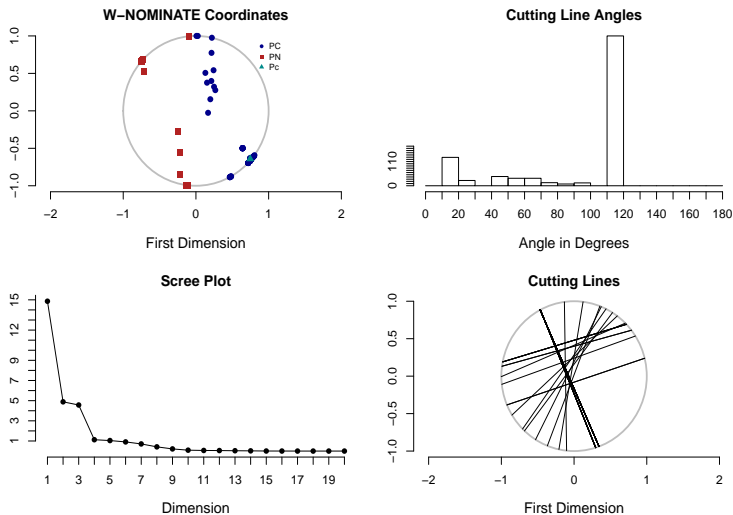 W−NOMINATE Coordinates
1.0
0.5
0.0
−0.5
−1.0
PC
PN
Pc
−2 −1 0 1 2
First Dimension
Cutting Line Angles
110
0
0 20 40 60 80 100 120 140 160 180
Angle in Degrees
Scree Plot
15
12
9
7
5
3
1
1 3 5 7 9 11 13 15 17 19
Dimension
Cutting Lines
1.0
0.5
0.0
−0.5
−1.0
−2 −1 0 1 2
First Dimension